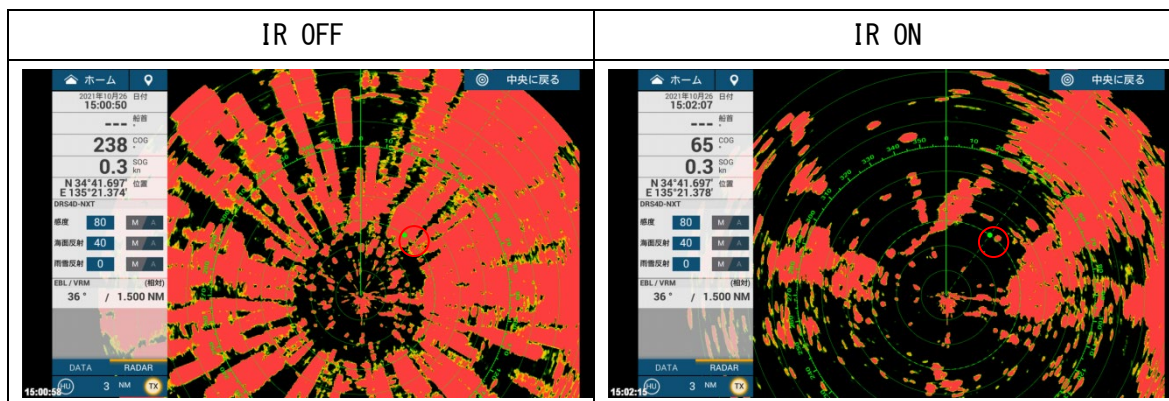 IR OFF
IR ON
ホーム
中央に戻る
2021年10月26 日付
15:00:50
--- 船首 °
238 COG °
0.3 SOG kn
N 34°41.697' 位置
E 135°21.374'
DRS4D-NXT
感度 80 M A
海面反射 40 M A
雨雪反射 0 M A
EBL / VRM (相対)
36 ° / 1.500 NM
DATA RADAR
HU 3 NM TX
15:00:58
ホーム
中央に戻る
2021年10月26 日付
15:02:07
--- 船首 °
65 COG °
0.3 SOG kn
N 34°41.697' 位置
E 135°21.378'
DRS4D-NXT
感度 80 M A
海面反射 40 M A
雨雪反射 0 M A
EBL / VRM (相対)
36 ° / 1.500 NM
DATA RADAR
HU 3 NM TX
15:02:15
330
340
350
10
20